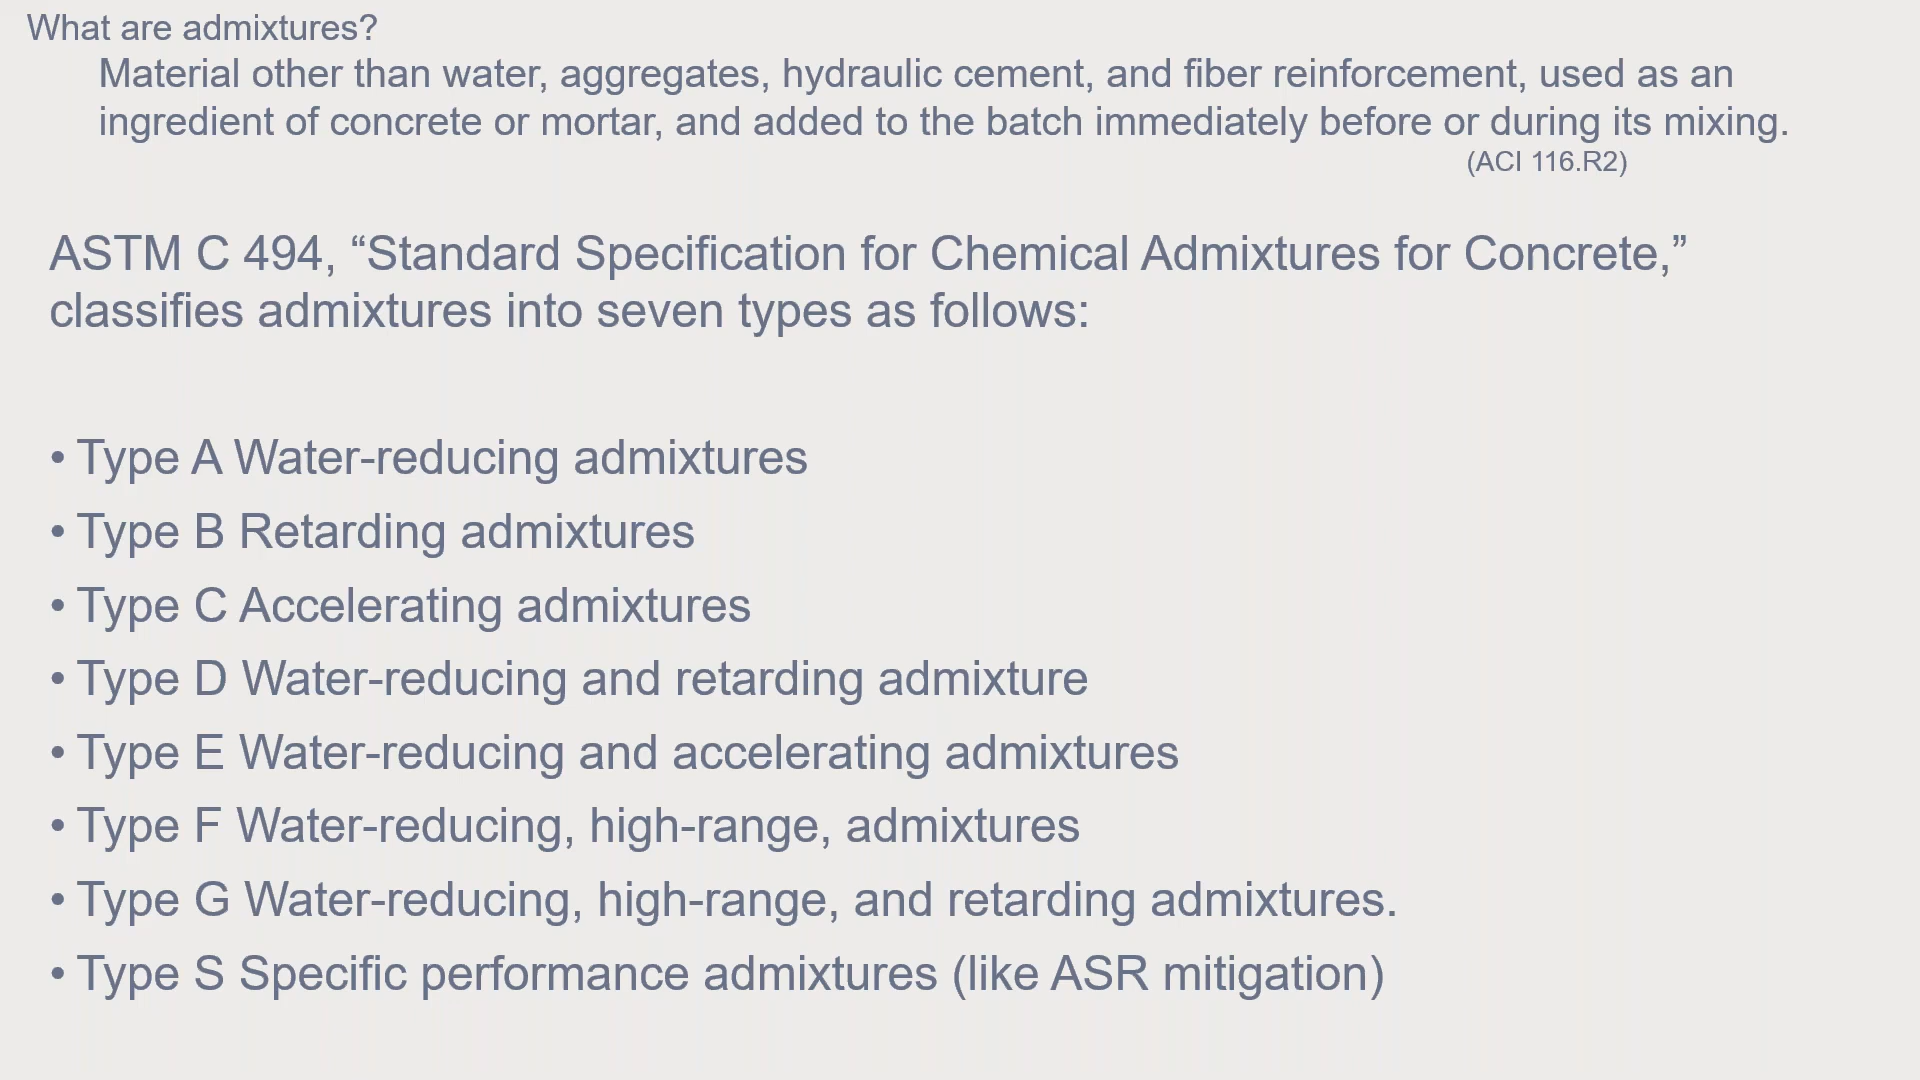 What are admixtures?
Material other than water, aggregates, hydraulic cement, and fiber reinforcement, used as an
ingredient of concrete or mortar, and added to the batch immediately before or during its mixing.
(ACI 116.R2)
ASTM C 494, “Standard Specification for Chemical Admixtures for Concrete,”
classifies admixtures into seven types as follows:
• Type A Water-reducing admixtures
• Type B Retarding admixtures
• Type C Accelerating admixtures
• Type D Water-reducing and retarding admixture
• Type E Water-reducing and accelerating admixtures
• Type F Water-reducing, high-range, admixtures
• Type G Water-reducing, high-range, and retarding admixtures.
• Type S Specific performance admixtures (like ASR mitigation)